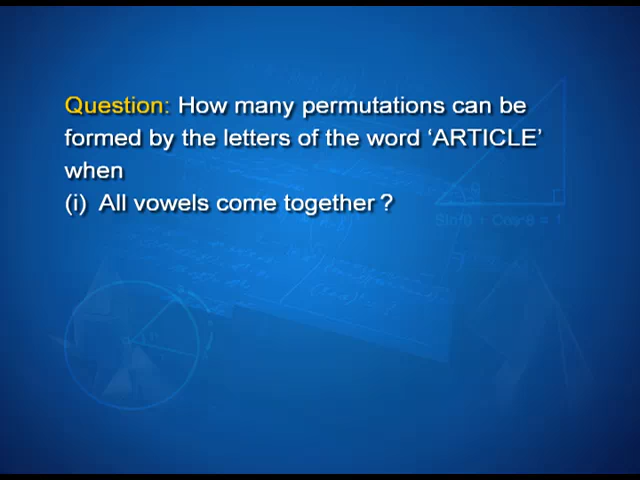 Question: How many permutations can be
formed by the letters of the word ‘ARTICLE’
when
(i) All vowels come together ?